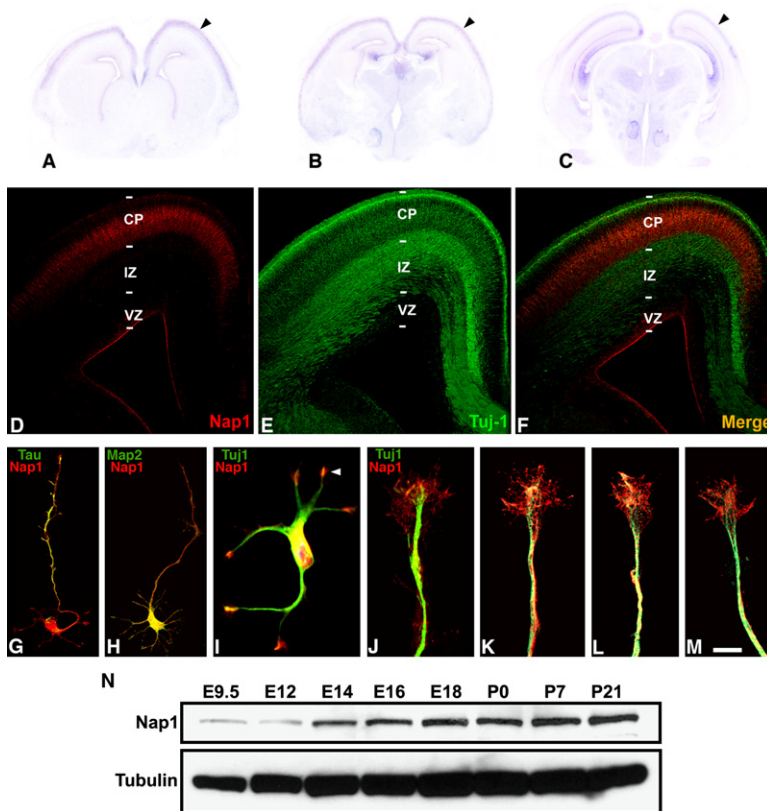 A B C
CP CP CP
IZ IZ IZ
VZ VZ VZ
D Nap1 E Tuj-1 F Merge
Tau Map2 Tuj1 Tuj1
Nap1 Nap1 Nap1 Nap1
G H I J K L M
N
E9.5 E12 E14 E16 E18 P0 P7 P21
Nap1
Tubulin